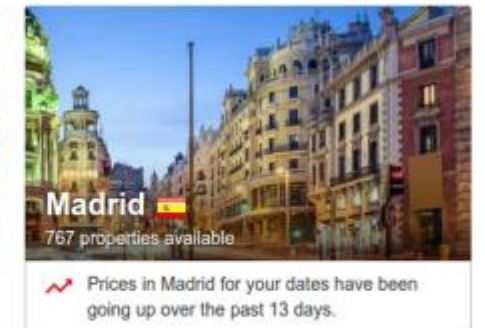 Madrid
767 properties available
Prices in Madrid for your dates have been
going up over the past 13 days.